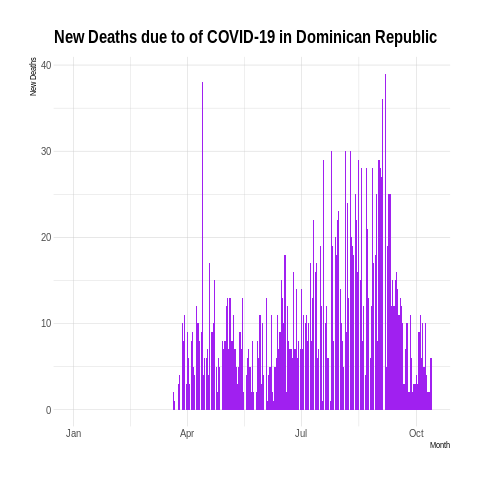 New Deaths due to of COVID-19 in Dominican Republic
New Deaths
40
30
20
10
0
Jan Apr Jul Oct
Month